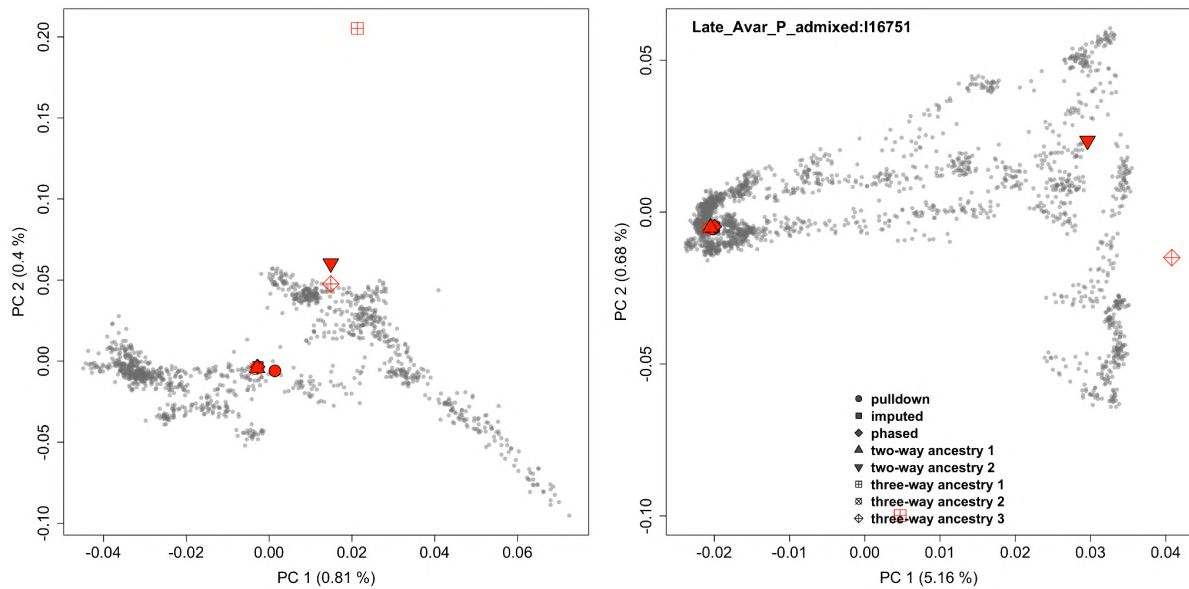 0.20
0.15
0.10
0.05
0.00
-0.05
-0.10
PC 2 (0.4 %)
-0.04
-0.02
0.00
0.02
0.04
0.06
PC 1 (0.81 %)
Late_Avar_P_admixed:I16751
0.05
0.00
-0.05
-0.10
PC 2 (0.68 %)
pulldown
imputed
phased
two-way ancestry 1
two-way ancestry 2
three-way ancestry 1
three-way ancestry 2
three-way ancestry 3
-0.02
-0.01
0.00
0.01
0.02
0.03
0.04
PC 1 (5.16 %)